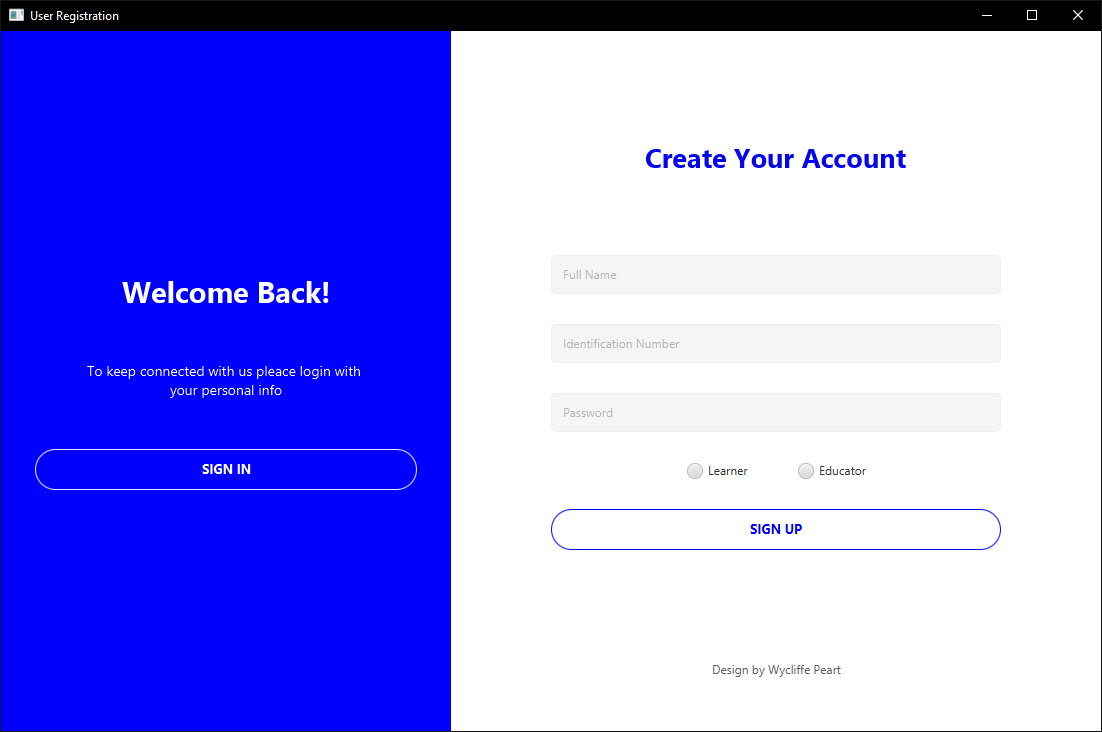 User Registration
Welcome Back!
To keep connected with us pleace login with
your personal info
SIGN IN
Create Your Account
Full Name
Identification Number
Password
Learner
Educator
SIGN UP
Design by Wycliffe Peart